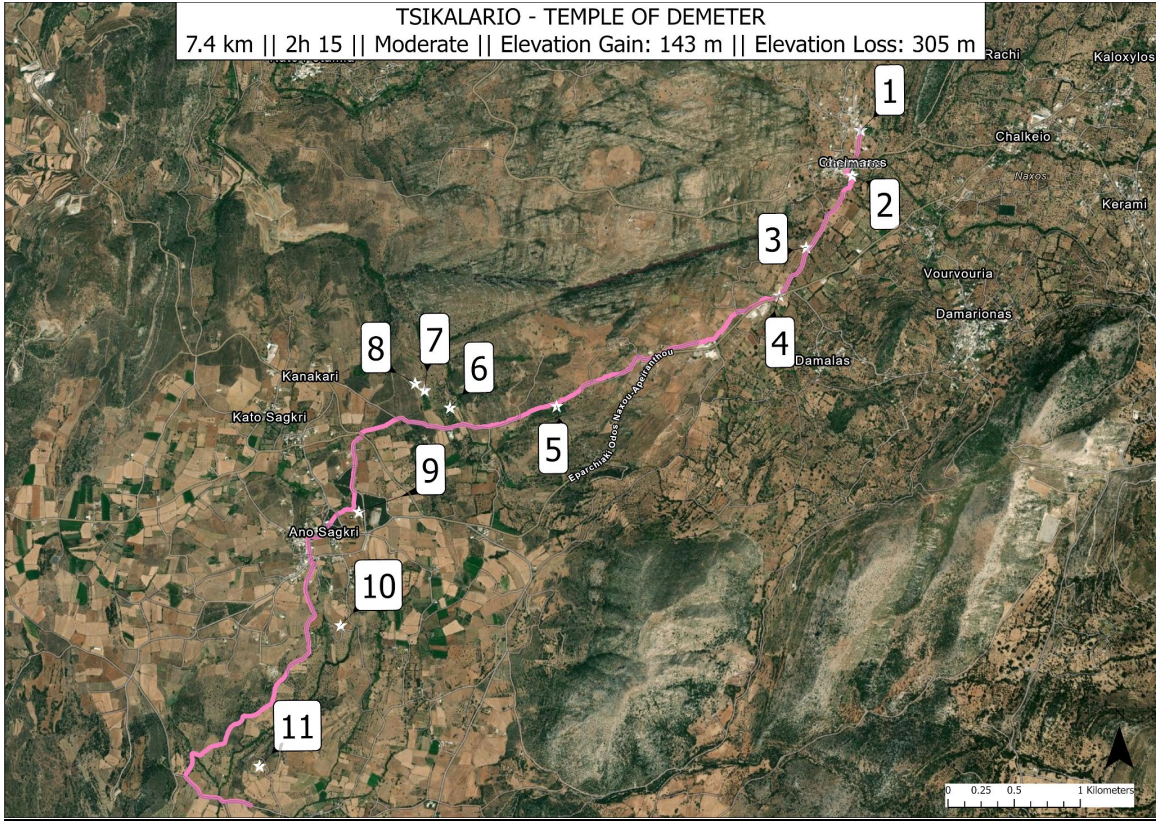 TSIKALARIO - TEMPLE OF DEMETER
7.4 km || 2h 15 || Moderate || Elevation Gain: 143 m || Elevation Loss: 305 m
Rachi
Kaloxylos
1
Chalkeio
Cheimarros
Naxos
2
Kerami
3
Vourvouria
Damarionas
4
Damalas
8
7
6
Kanakari
Eparchiaki Odos Naxou-Apeiranthou
Kato Sagkri
5
9
Ano Sagkri
10
11
0 0.25 0.5 1 Kilometers